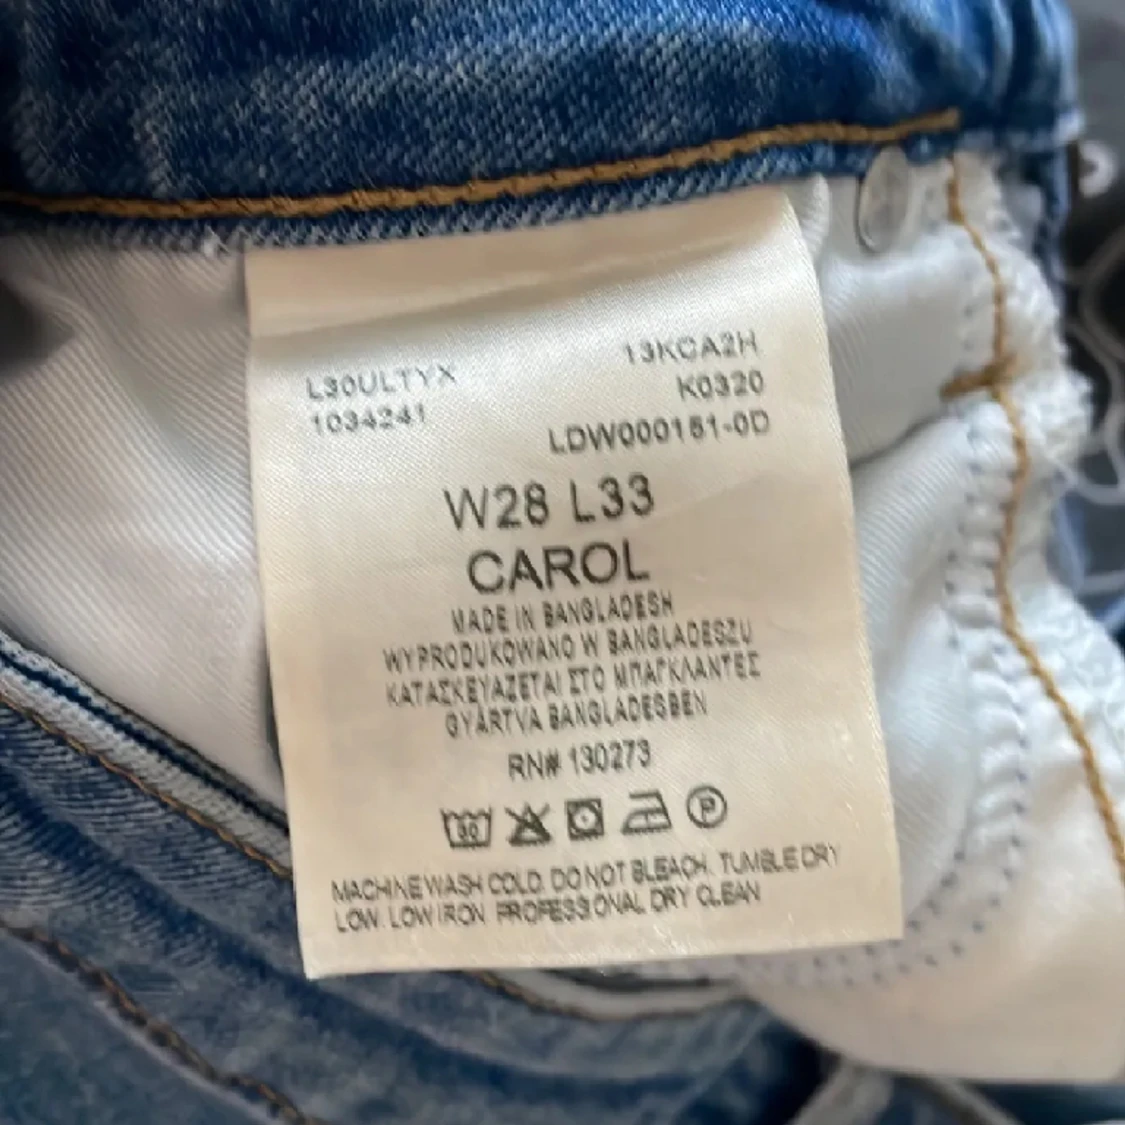 L30ULTYX
1034241
13KCA2H
K0320
LDW000151-0D
W28 L33
CAROL
MADE IN BANGLADESH
WYPRODUKOWANO W BANGLADESZU
ΚΑΤΑΣΚΕΥΑΖΕΤΑΙ ΣΤΟ ΜΠΑΓΚΛΑΝΤΕΣ
GYÁRTVA BANGLADESBEN
RN# 130273
30 P
MACHINE WASH COLD. DO NOT BLEACH. TUMBLE DRY
LOW. LOW IRON. PROFESSIONAL DRY CLEAN